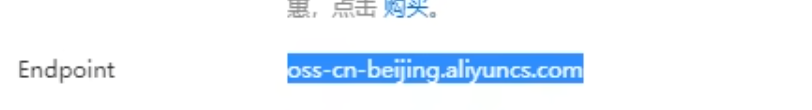 惠，点击 购买。
Endpoint oss-cn-beijing.aliyuncs.com